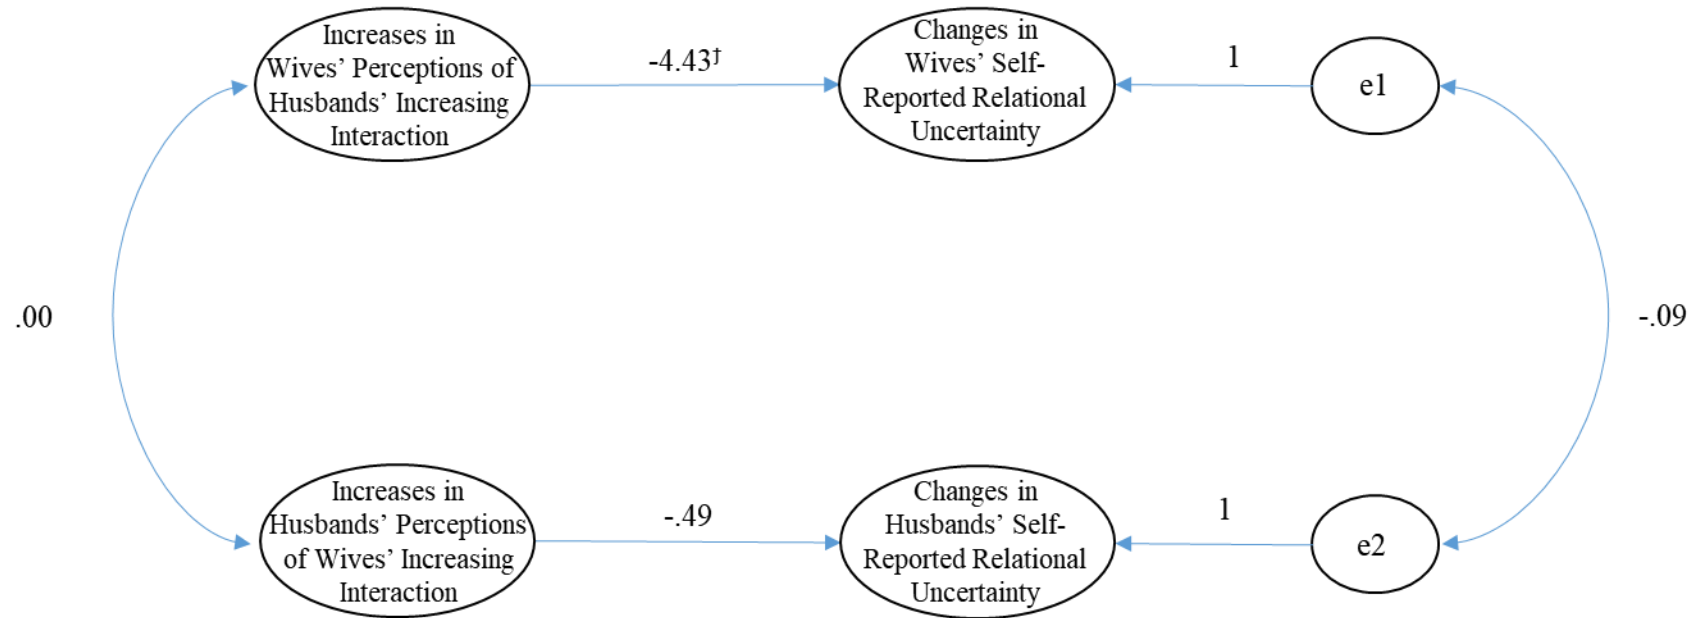 Increases in
Wives’ Perceptions of
Husbands’ Increasing
Interaction
-4.43†
Changes in
Wives’ Self-
Reported Relational
Uncertainty
1
e1
.00
-.09
Increases in
Husbands’ Perceptions
of Wives’ Increasing
Interaction
-.49
Changes in
Husbands’ Self-
Reported Relational
Uncertainty
1
e2